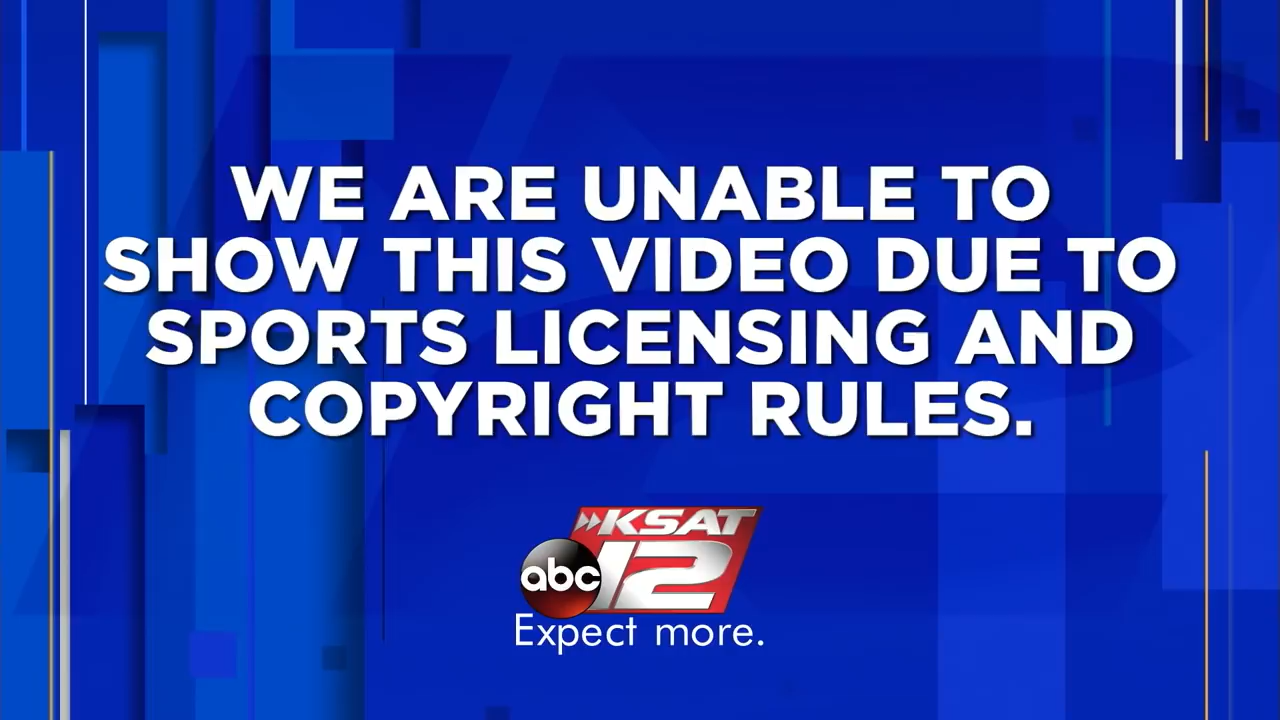 WE ARE UNABLE TO
SHOW THIS VIDEO DUE TO
SPORTS LICENSING AND
COPYRIGHT RULES.
KSAT
abc 12
Expect more.